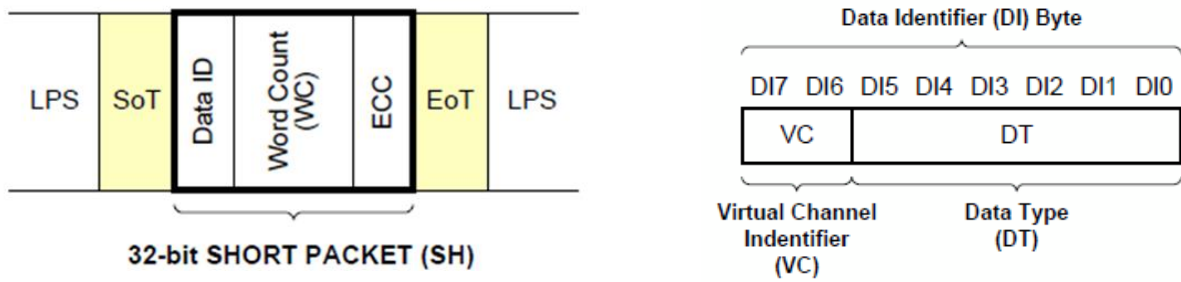 LPS
SoT
Data ID
Word Count
(WC)
ECC
EoT
LPS
32-bit SHORT PACKET (SH)
Data Identifier (DI) Byte
DI7 DI6 DI5 DI4 DI3 DI2 DI1 DI0
VC
DT
Virtual Channel
Indentifier
(VC)
Data Type
(DT)